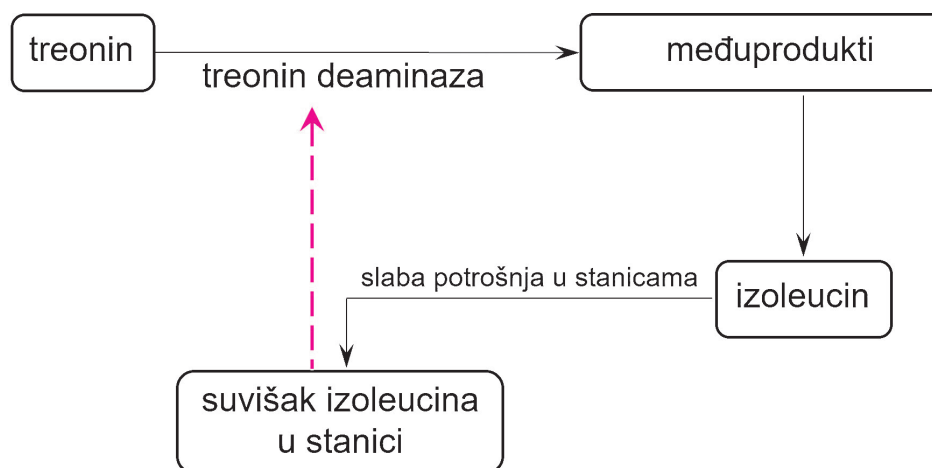 treonin
treonin deaminaza
međuprodukti
slaba potrošnja u stanicama
izoleucin
suvišak izoleucina
u stanici